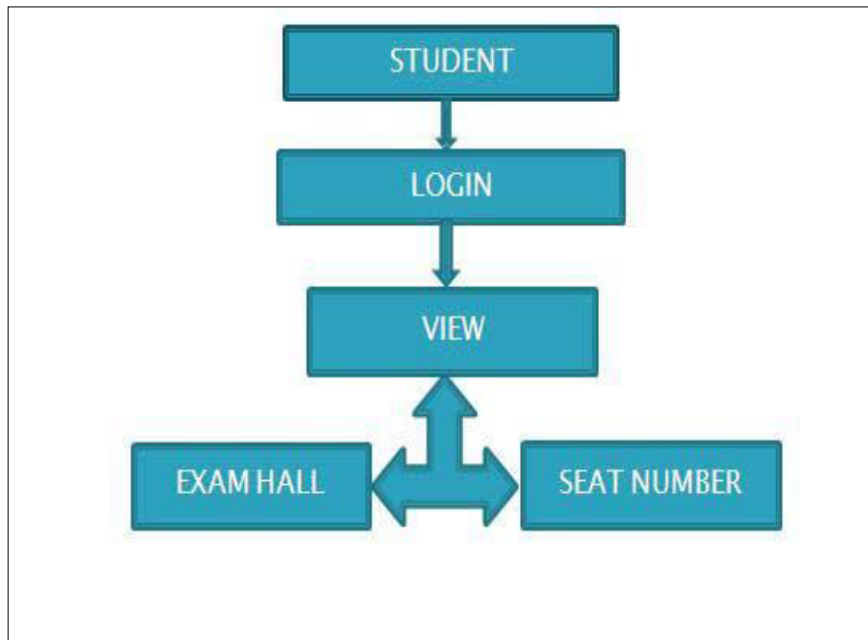 STUDENT
LOGIN
VIEW
EXAM HALL
SEAT NUMBER